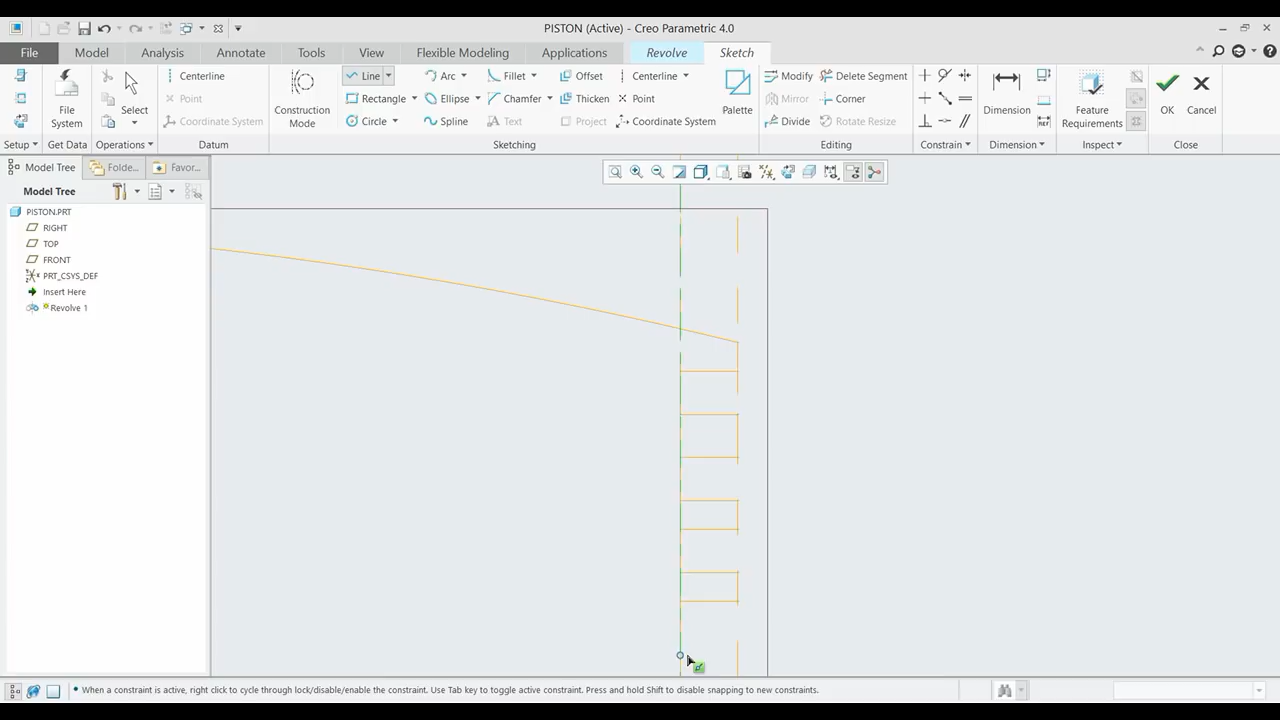 PISTON (Active) - Creo Parametric 4.0
File Model Analysis Annotate Tools View Flexible Modeling Applications Revolve Sketch
Centerline Line Arc Fillet Offset Centerline Modify Delete Segment
File System Select Point Construction Mode Rectangle Ellipse Chamfer Thicken Point Palette Mirror Corner Dimension Feature Requirements OK Cancel
Coordinate System Circle Spline Text Project Coordinate System Divide Rotate Resize
Setup Get Data Operations Datum Sketching Editing Constrain Dimension Inspect Close
Model Tree Folde... Favor...
Model Tree
PISTON.PRT
RIGHT
TOP
FRONT
PRT_CSYS_DEF
Insert Here
Revolve 1
When a constraint is active, right click to cycle through lock/disable/enable the constraint. Use Tab key to toggle active constraint. Press and hold Shift to disable snapping to new constraints.